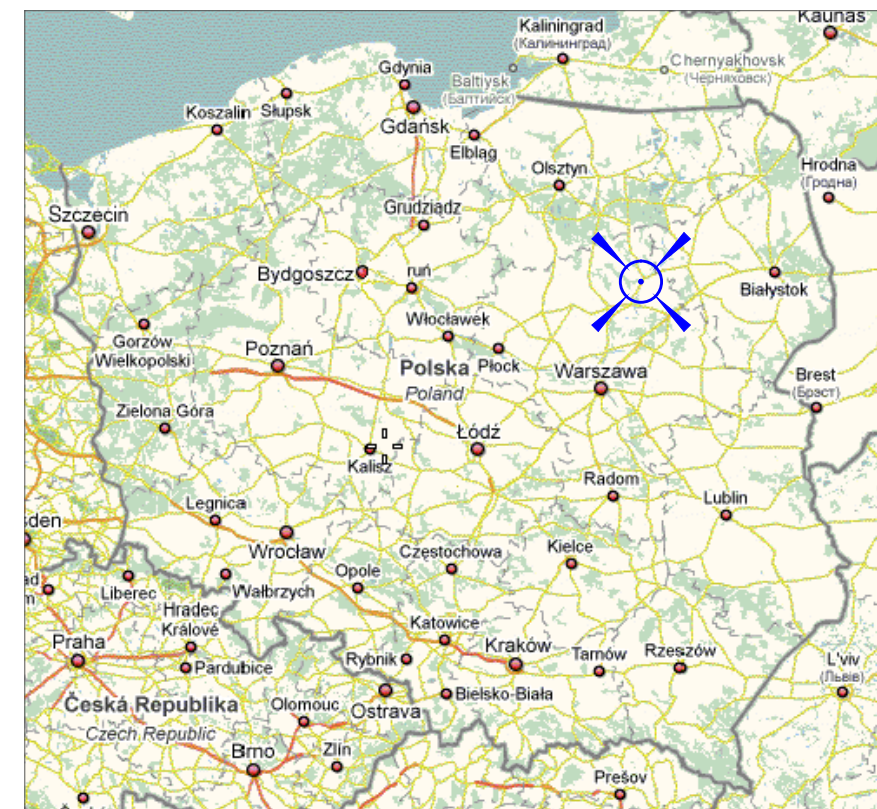 Kaliningrad
(Калининград)
Kaunas
Chernyakhovsk
(Черняховск)
Gdynia
Baltiysk
(Балтийск)
Koszalin
Słupsk
Gdańsk
Elbląg
Olsztyn
Hrodna
(Гродна)
Szczecin
Grudziądz
Bydgoszcz
ruń
Białystok
Gorzów
Wielkopolski
Włocławek
Poznań
Polska
Poland
Płock
Warszawa
Brest
(Брэст)
Zielona Góra
Łódź
Kalisz
Radom
Legnica
Lublin
sden
Wrocław
Częstochowa
Kielce
ad
m
Liberec
Wałbrzych
Opole
Hradec
Králové
Katowice
Praha
Pardubice
Rybnik
Kraków
Tarnów
Rzeszów
L'viv
(Львів)
Česká Republika
Czech Republic
Olomouc
Ostrava
Bielsko-Biała
Brno
Zlín
Prešov